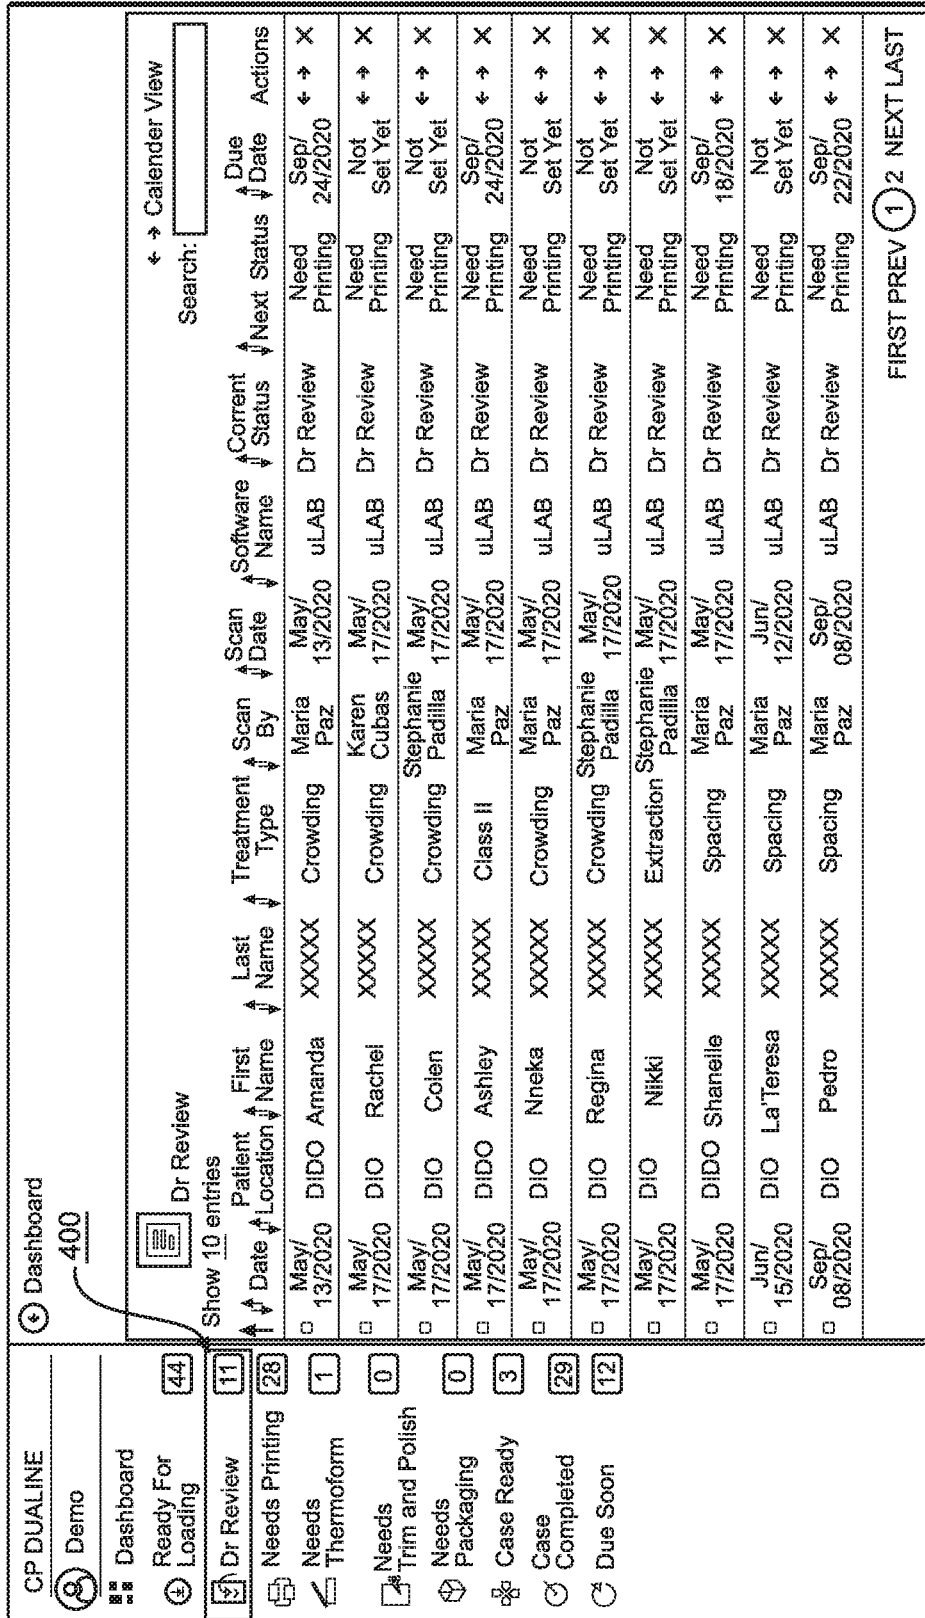 CP DUALINE
Demo
Dashboard
Ready For
Loading 44
Dr Review 11
Needs Printing 28
Needs
Thermoform 1
Needs
Trim and Polish 0
Needs
Packaging 0
Case Ready 3
Case
Completed 29
Due Soon 12
Dashboard
400
Dr Review
← → Calender View
Show 10 entries
Search:
Date Patient Location First Name Last Name Treatment Type Scan By Scan Date Software Name Corrent Status Next Status Due Date Actions
May/13/2020 DIDO Amanda XXXXX Crowding Maria Paz May/13/2020 uLAB Dr Review Need Printing Sep/24/2020 ← → X
May/17/2020 DIO Rachel XXXXX Crowding Karen Cubas May/17/2020 uLAB Dr Review Need Printing Not Set Yet ← → X
May/17/2020 DIO Colen XXXXX Crowding Stephanie Padilla May/17/2020 uLAB Dr Review Need Printing Not Set Yet ← → X
May/17/2020 DIDO Ashley XXXXX Class II Maria Paz May/17/2020 uLAB Dr Review Need Printing Sep/24/2020 ← → X
May/17/2020 DIO Nneka XXXXX Crowding Maria Paz May/17/2020 uLAB Dr Review Need Printing Not Set Yet ← → X
May/17/2020 DIO Regina XXXXX Crowding Stephanie Padilla May/17/2020 uLAB Dr Review Need Printing Not Set Yet ← → X
May/17/2020 DIO Nikki XXXXX Extraction Stephanie Padilla May/17/2020 uLAB Dr Review Need Printing Not Set Yet ← → X
May/17/2020 DIDO Shanelle XXXXX Spacing Maria Paz May/17/2020 uLAB Dr Review Need Printing Sep/18/2020 ← → X
Jun/15/2020 DIO La'Teresa XXXXX Spacing Maria Paz Jun/12/2020 uLAB Dr Review Need Printing Not Set Yet ← → X
Sep/08/2020 DIO Pedro XXXXX Spacing Maria Paz Sep/08/2020 uLAB Dr Review Need Printing Sep/22/2020 ← → X
FIRST PREV 1 2 NEXT LAST